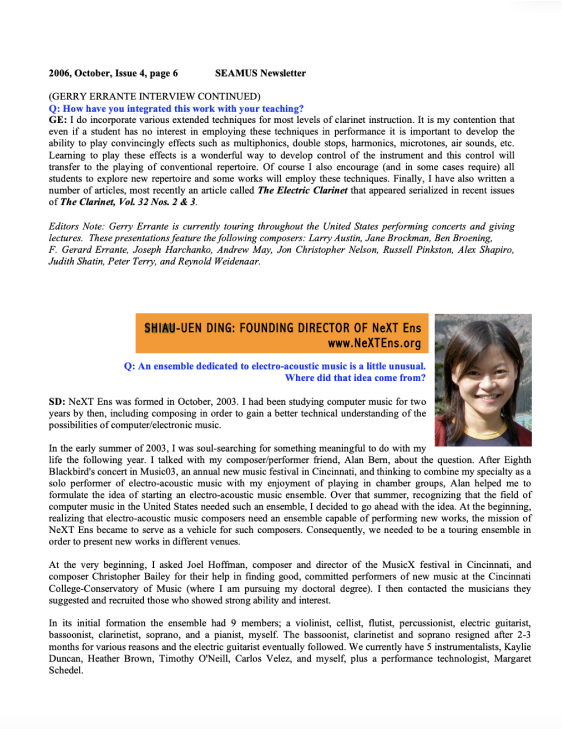 2006, October, Issue 4, page 6 SEAMUS Newsletter
(GERRY ERRANTE INTERVIEW CONTINUED)
Q: How have you integrated this work with your teaching?
GE: I do incorporate various extended techniques for most levels of clarinet instruction. It is my contention that
even if a student has no interest in employing these techniques in performance it is important to develop the
ability to play convincingly effects such as multiphonics, double stops, harmonics, microtones, air sounds, etc.
Learning to play these effects is a wonderful way to develop control of the instrument and this control will
transfer to the playing of conventional repertoire. Of course I also encourage (and in some cases require) all
students to explore new repertoire and some works will employ these techniques. Finally, I have also written a
number of articles, most recently an article called The Electric Clarinet that appeared serialized in recent issues
of The Clarinet, Vol. 32 Nos. 2 & 3.
Editors Note: Gerry Errante is currently touring throughout the United States performing concerts and giving
lectures. These presentations feature the following composers: Larry Austin, Jane Brockman, Ben Broening,
F. Gerard Errante, Joseph Harchanko, Andrew May, Jon Christopher Nelson, Russell Pinkston, Alex Shapiro,
Judith Shatin, Peter Terry, and Reynold Weidenaar.
SHIAU-UEN DING: FOUNDING DIRECTOR OF NeXT Ens
www.NeXTEns.org
Q: An ensemble dedicated to electro-acoustic music is a little unusual.
Where did that idea come from?
SD: NeXT Ens was formed in October, 2003. I had been studying computer music for two
years by then, including composing in order to gain a better technical understanding of the
possibilities of computer/electronic music.
In the early summer of 2003, I was soul-searching for something meaningful to do with my
life the following year. I talked with my composer/performer friend, Alan Bern, about the question. After Eighth
Blackbird's concert in Music03, an annual new music festival in Cincinnati, and thinking to combine my specialty as a
solo performer of electro-acoustic music with my enjoyment of playing in chamber groups, Alan helped me to
formulate the idea of starting an electro-acoustic music ensemble. Over that summer, recognizing that the field of
computer music in the United States needed such an ensemble, I decided to go ahead with the idea. At the beginning,
realizing that electro-acoustic music composers need an ensemble capable of performing new works, the mission of
NeXT Ens became to serve as a vehicle for such composers. Consequently, we needed to be a touring ensemble in
order to present new works in different venues.
At the very beginning, I asked Joel Hoffman, composer and director of the MusicX festival in Cincinnati, and
composer Christopher Bailey for their help in finding good, committed performers of new music at the Cincinnati
College-Conservatory of Music (where I am pursuing my doctoral degree). I then contacted the musicians they
suggested and recruited those who showed strong ability and interest.
In its initial formation the ensemble had 9 members; a violinist, cellist, flutist, percussionist, electric guitarist,
bassoonist, clarinetist, soprano, and a pianist, myself. The bassoonist, clarinetist and soprano resigned after 2-3
months for various reasons and the electric guitarist eventually followed. We currently have 5 instrumentalists, Kaylie
Duncan, Heather Brown, Timothy O'Neill, Carlos Velez, and myself, plus a performance technologist, Margaret
Schedel.